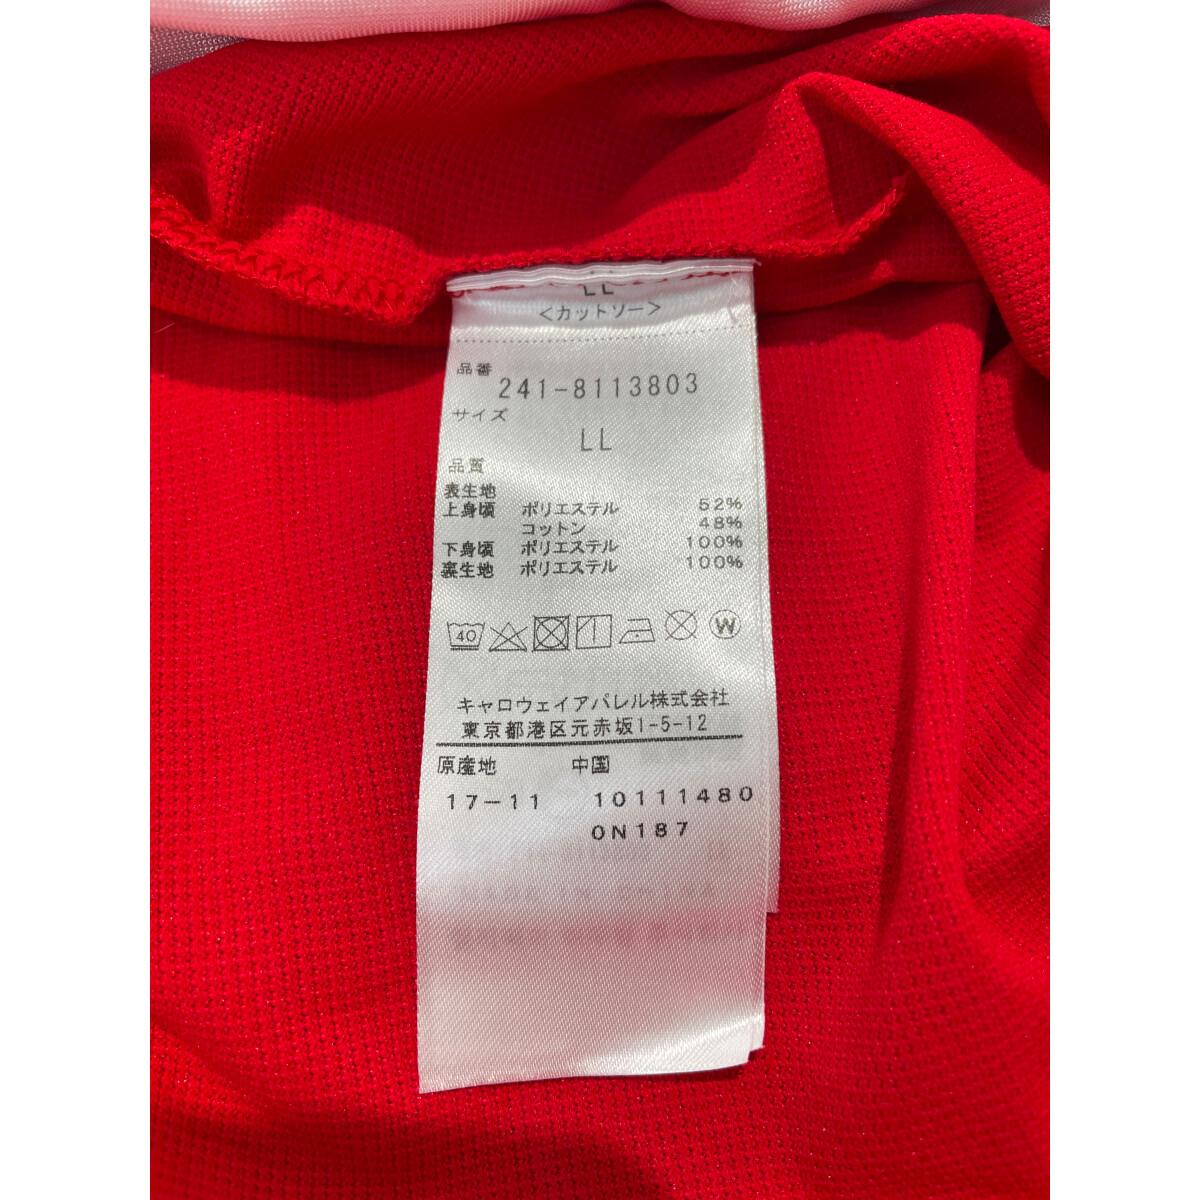 LL
<カットソー>
品番
241-8113803
サイズ
LL
品質
表生地
上身頃 ポリエステル 52%
コットン 48%
下身頃 ポリエステル 100%
裏生地 ポリエステル 100%
40
W
キャロウェイアパレル株式会社
東京都港区元赤坂1-5-12
原産地 中国
17-11 10111480
0N187